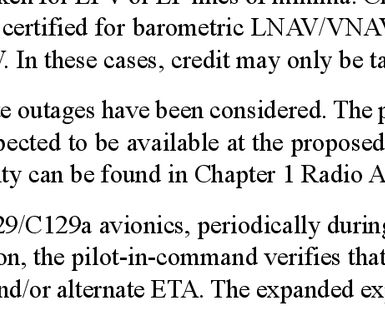 for LPV or LP lines of minima.
certified for barometric LNAV/VNAV
. In these cases, credit may only be ta
e outages have been considered. The p
pected to be available at the proposed
ty can be found in Chapter 1 Radio A
29/C129a avionics, periodically during
on, the pilot-in-command verifies that
nd/or alternate ETA. The expanded ex